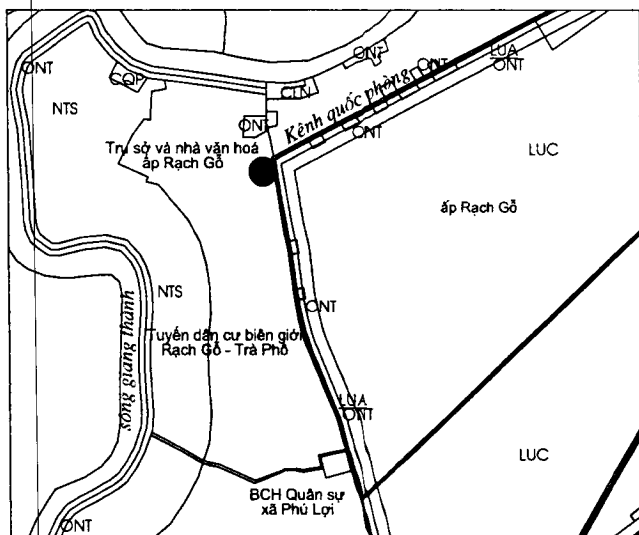 ONT
CQP
ONT
ONT
LUA
ONT
NTS
CTN
ONT
Kênh quốc phòng
ONT
Trụ sở và nhà văn hoá
ấp Rạch Gỗ
LUC
ấp Rạch Gỗ
NTS
ONT
sông giang thành
Tuyến dân cư biên giới
Rạch Gỗ - Trà Phô
LUA
ONT
LUC
BCH Quân sự
xã Phú Lợi
ONT